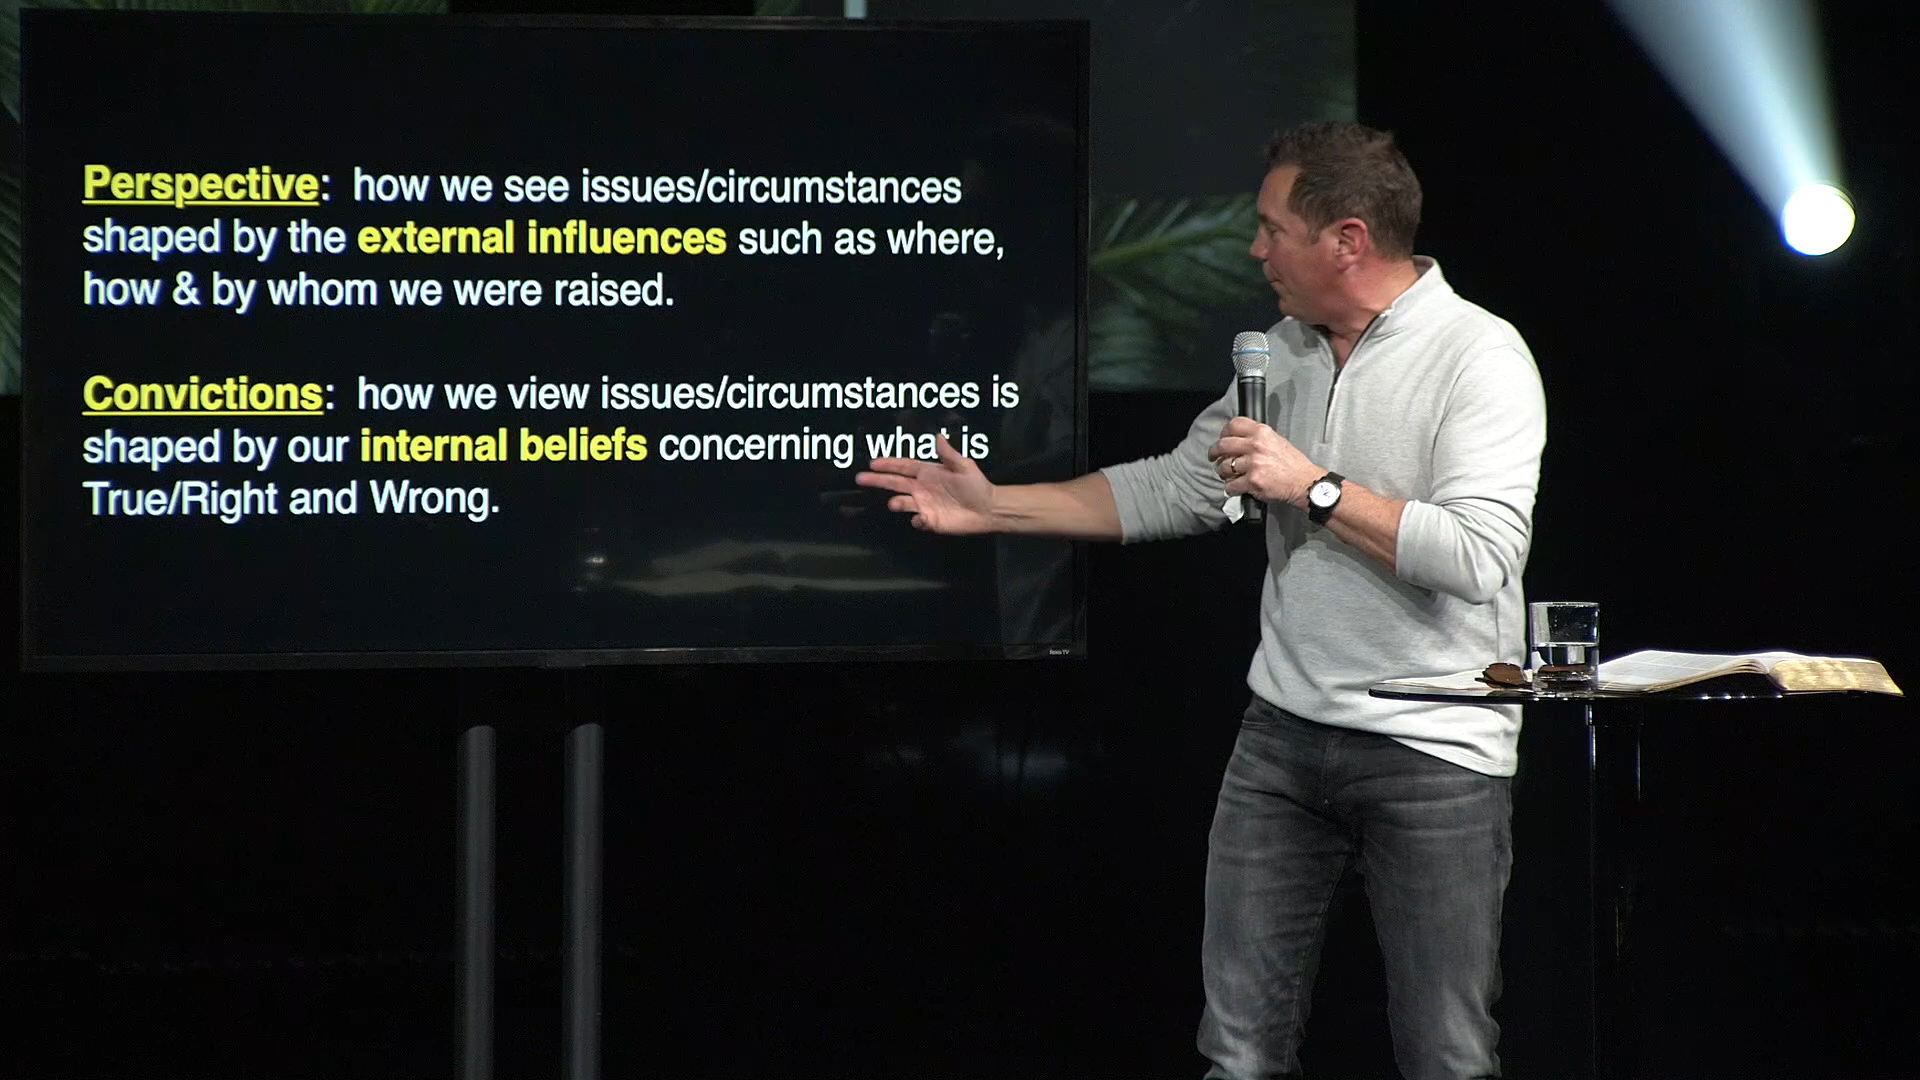 Perspective: how we see issues/circumstances
shaped by the external influences such as where,
how & by whom we were raised.
Convictions: how we view issues/circumstances is
shaped by our internal beliefs concerning what is
True/Right and Wrong.
Roku TV